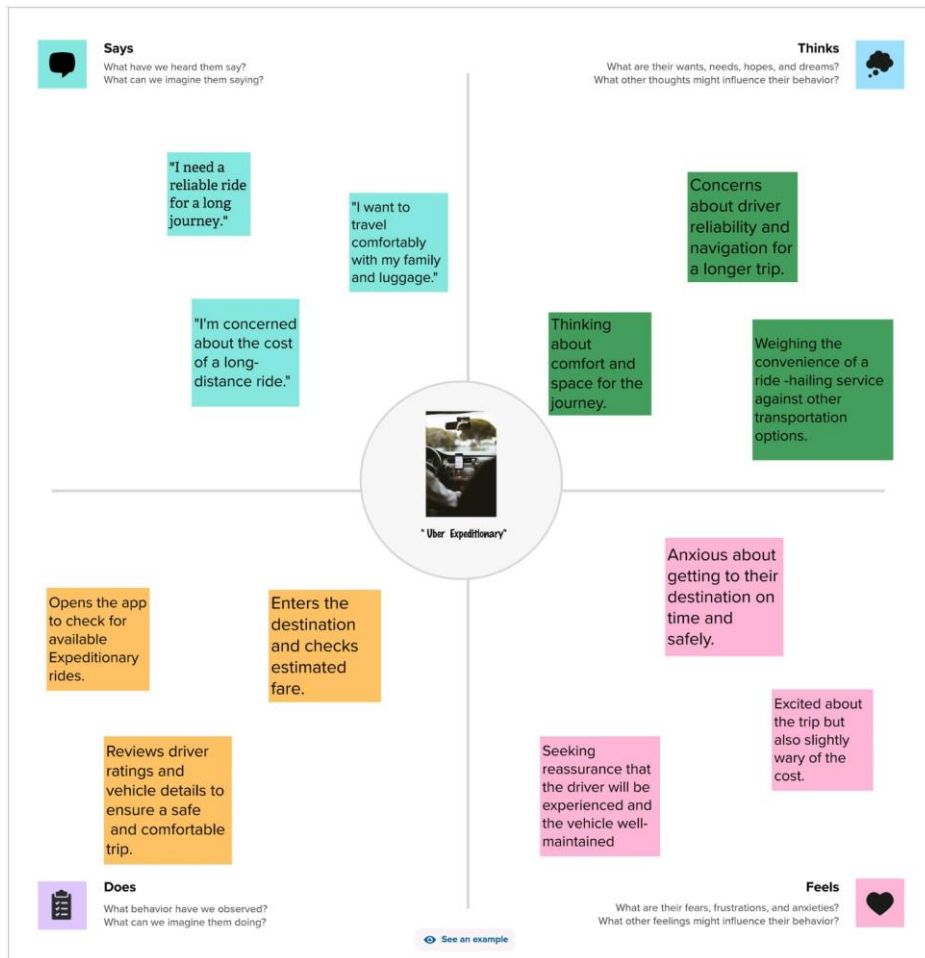 Says
What have we heard them say?
What can we imagine them saying?
Thinks
What are their wants, needs, hopes, and dreams?
What other thoughts might influence their behavior?
"I need a
reliable ride
for a long
journey."
"I want to
travel
comfortably
with my family
and luggage."
"I'm concerned
about the cost
of a long-
distance ride."
Concerns
about driver
reliability and
navigation for
a longer trip.
Thinking
about
comfort and
space for the
journey.
Weighing the
convenience of a
ride -hailing service
against other
transportation
options.
" Uber Expeditionary"
Opens the app
to check for
available
Expeditionary
rides.
Enters the
destination
and checks
estimated
fare.
Reviews driver
ratings and
vehicle details to
ensure a safe
and comfortable
trip.
Anxious about
getting to their
destination on
time and
safely.
Excited about
the trip but
also slightly
wary of the
cost.
Seeking
reassurance that
the driver will be
experienced and
the vehicle well-
maintained
Does
What behavior have we observed?
What can we imagine them doing?
Feels
What are their fears, frustrations, and anxieties?
What other feelings might influence their behavior?
See an example